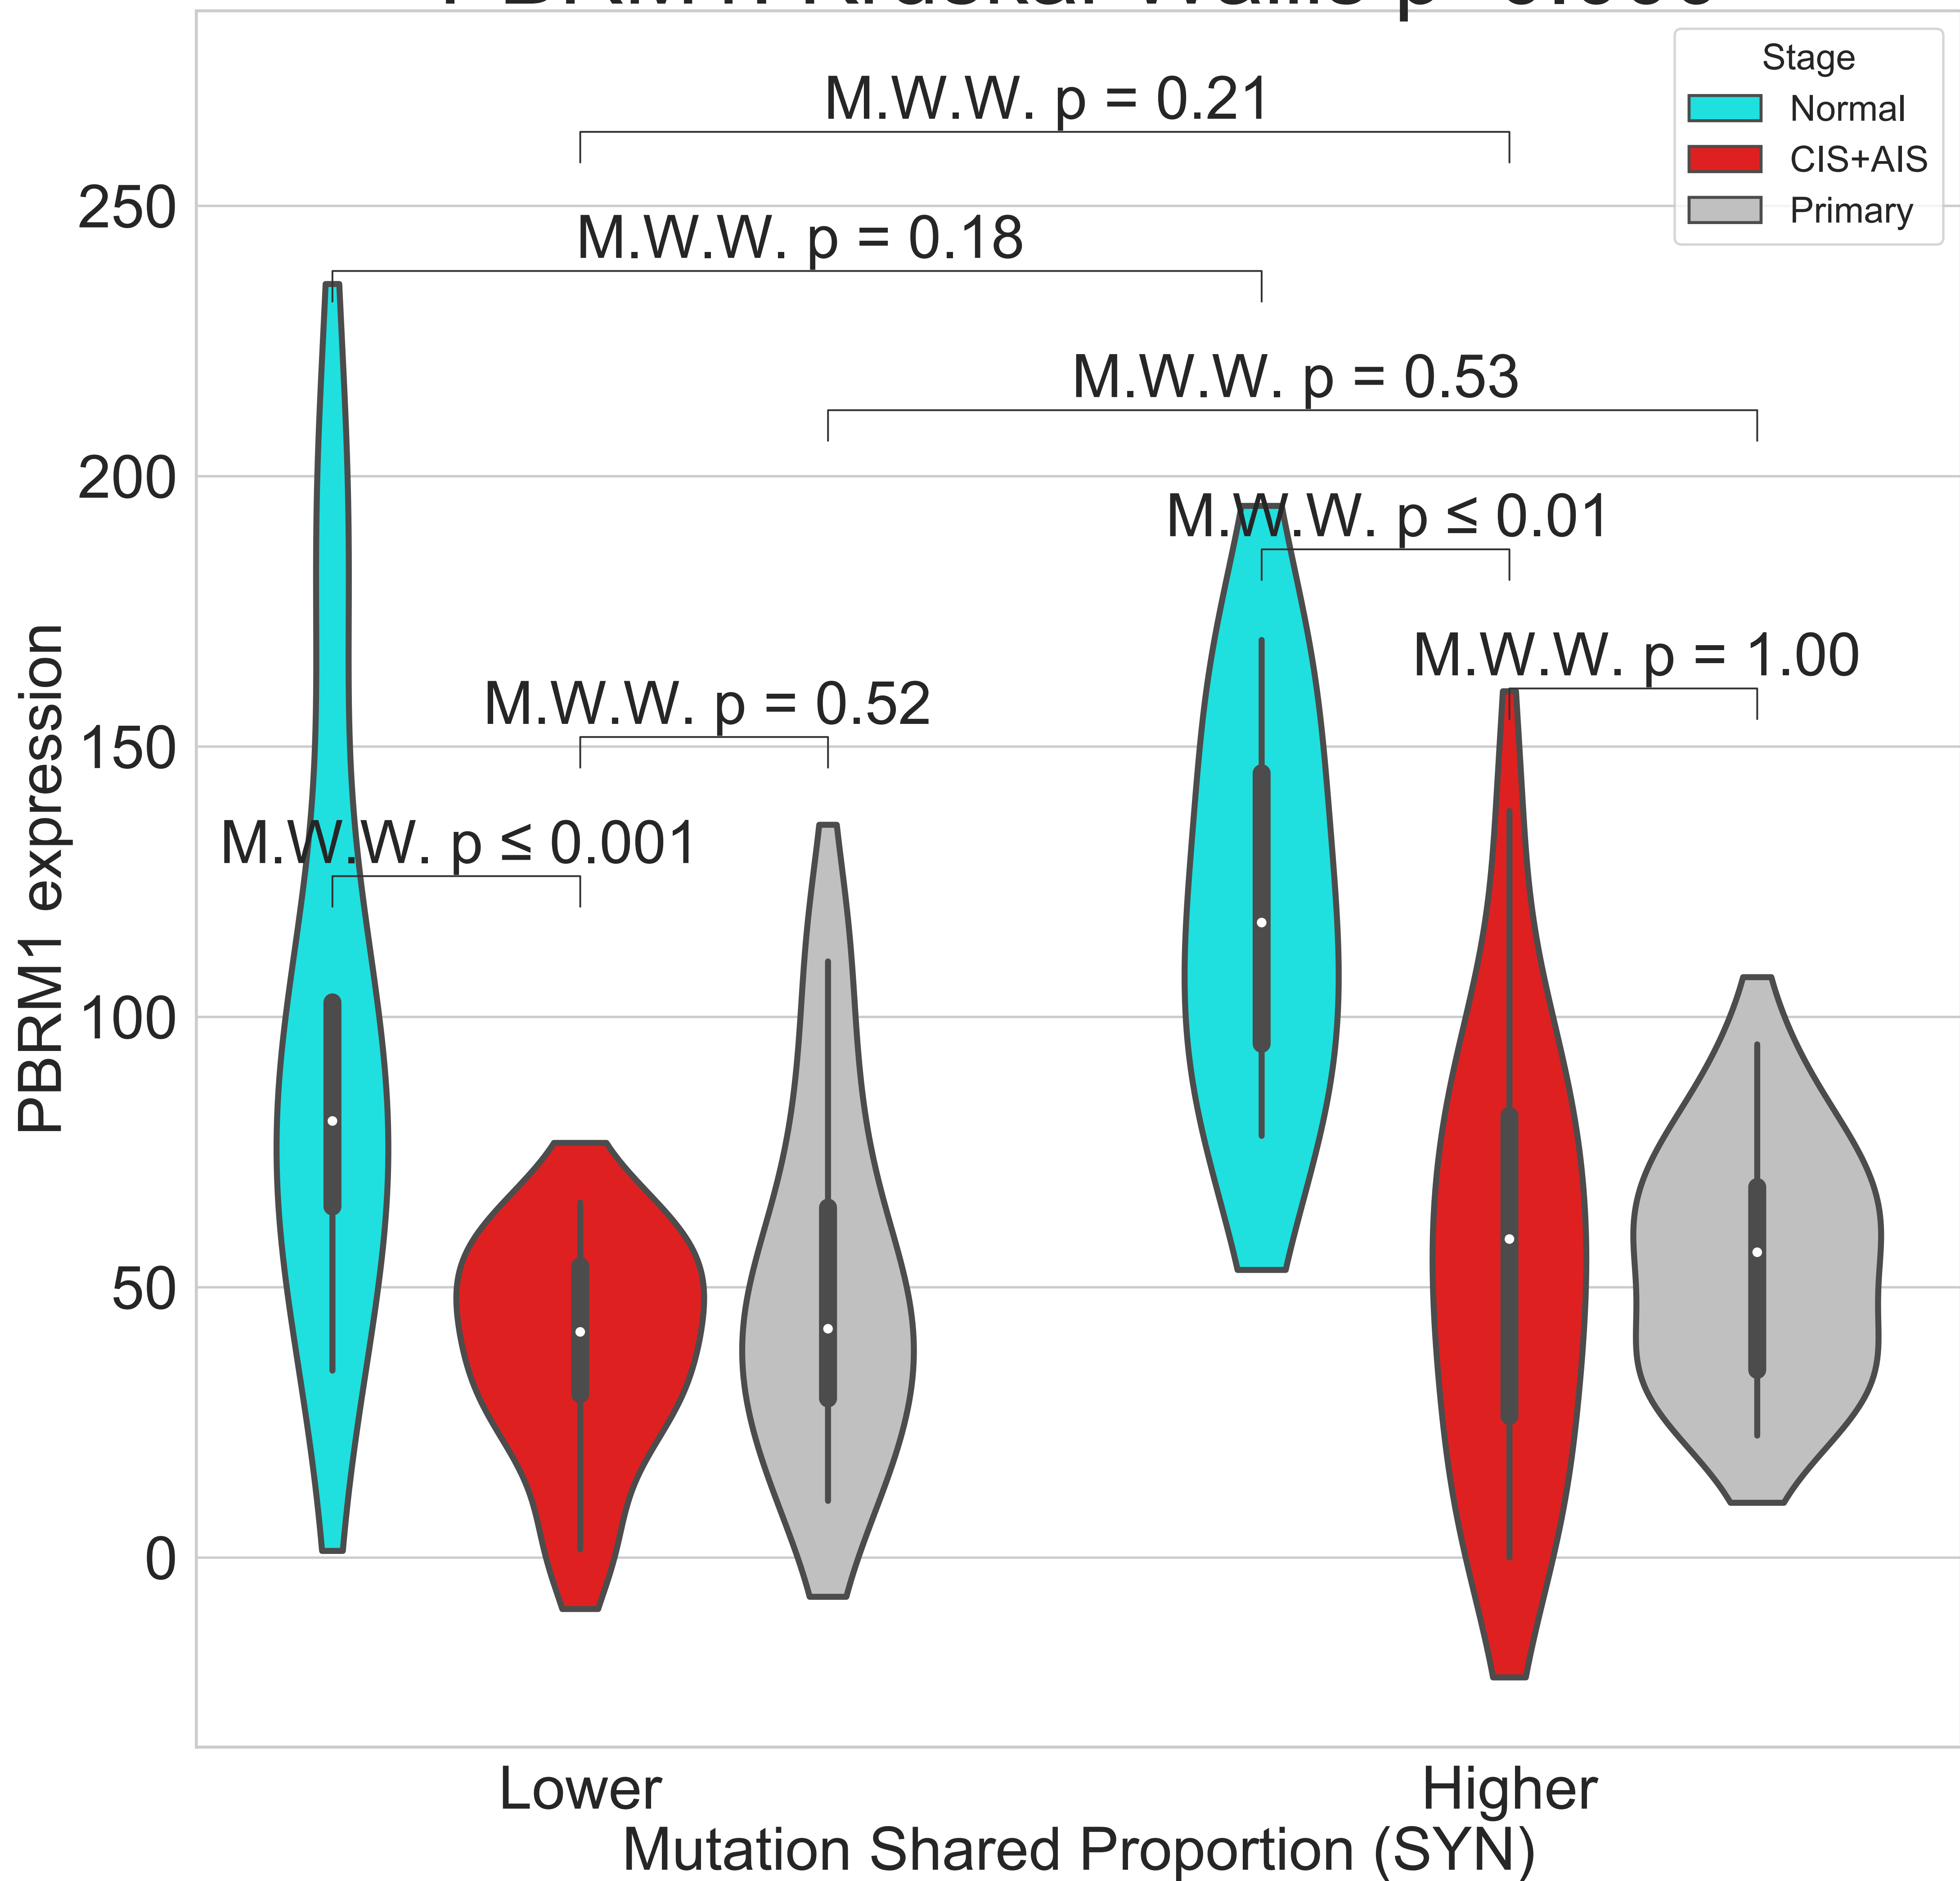 Stage
Normal
CIS+AIS
Primary
M.W.W. p = 0.21
M.W.W. p = 0.18
M.W.W. p = 0.53
M.W.W. p ≤ 0.01
M.W.W. p = 1.00
M.W.W. p = 0.52
M.W.W. p ≤ 0.001
PBRM1 expression
250
200
150
100
50
0
Lower
Higher
Mutation Shared Proportion (SYN)